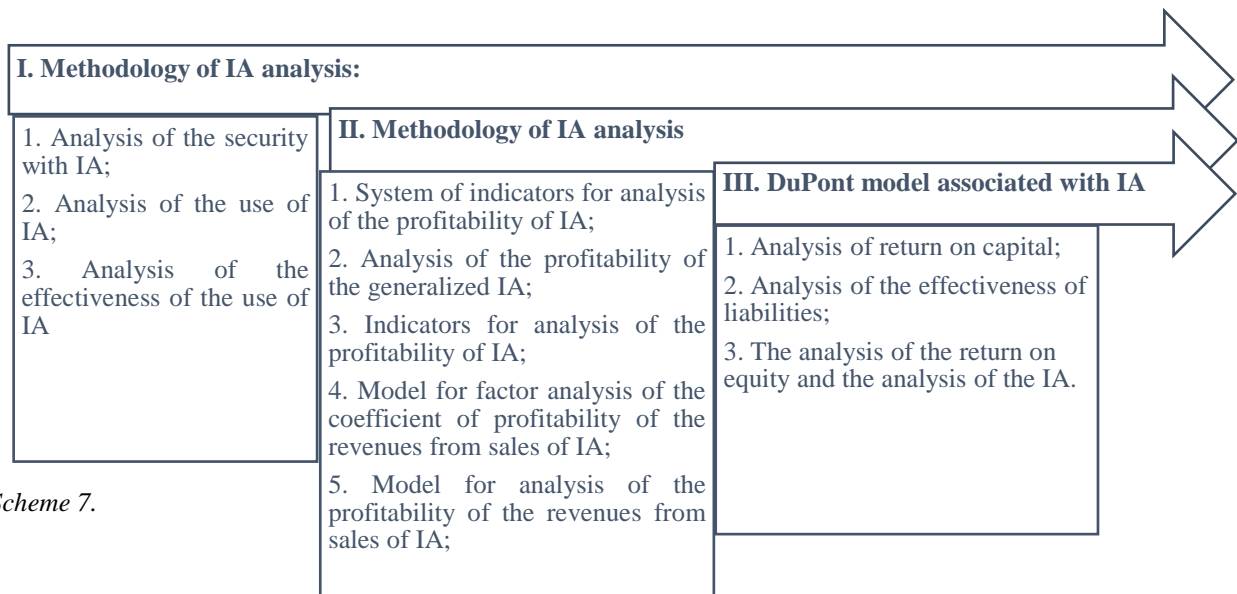 I. Methodology of IA analysis:
1. Analysis of the security
with IA;
2. Analysis of the use of
IA;
3. Analysis of the
effectiveness of the use of
IA
II. Methodology of IA analysis
1. System of indicators for analysis
of the profitability of IA;
2. Analysis of the profitability of
the generalized IA;
3. Indicators for analysis of the
profitability of IA;
4. Model for factor analysis of the
coefficient of profitability of the
revenues from sales of IA;
5. Model for analysis of the
profitability of the revenues from
sales of IA;
III. DuPont model associated with IA
1. Analysis of return on capital;
2. Analysis of the effectiveness of
liabilities;
3. The analysis of the return on
equity and the analysis of the IA.
cheme 7.